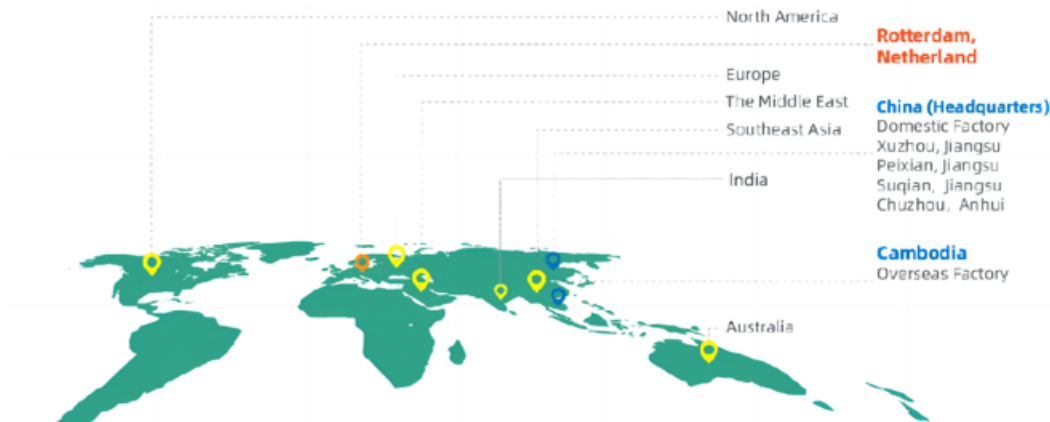 North America
Rotterdam,
Netherland
Europe
The Middle East
China (Headquarters)
Southeast Asia
Domestic Factory
Xuzhou, Jiangsu
Peixian, Jiangsu
India
Suqian, Jiangsu
Chuzhou, Anhui
Cambodia
Overseas Factory
Australia